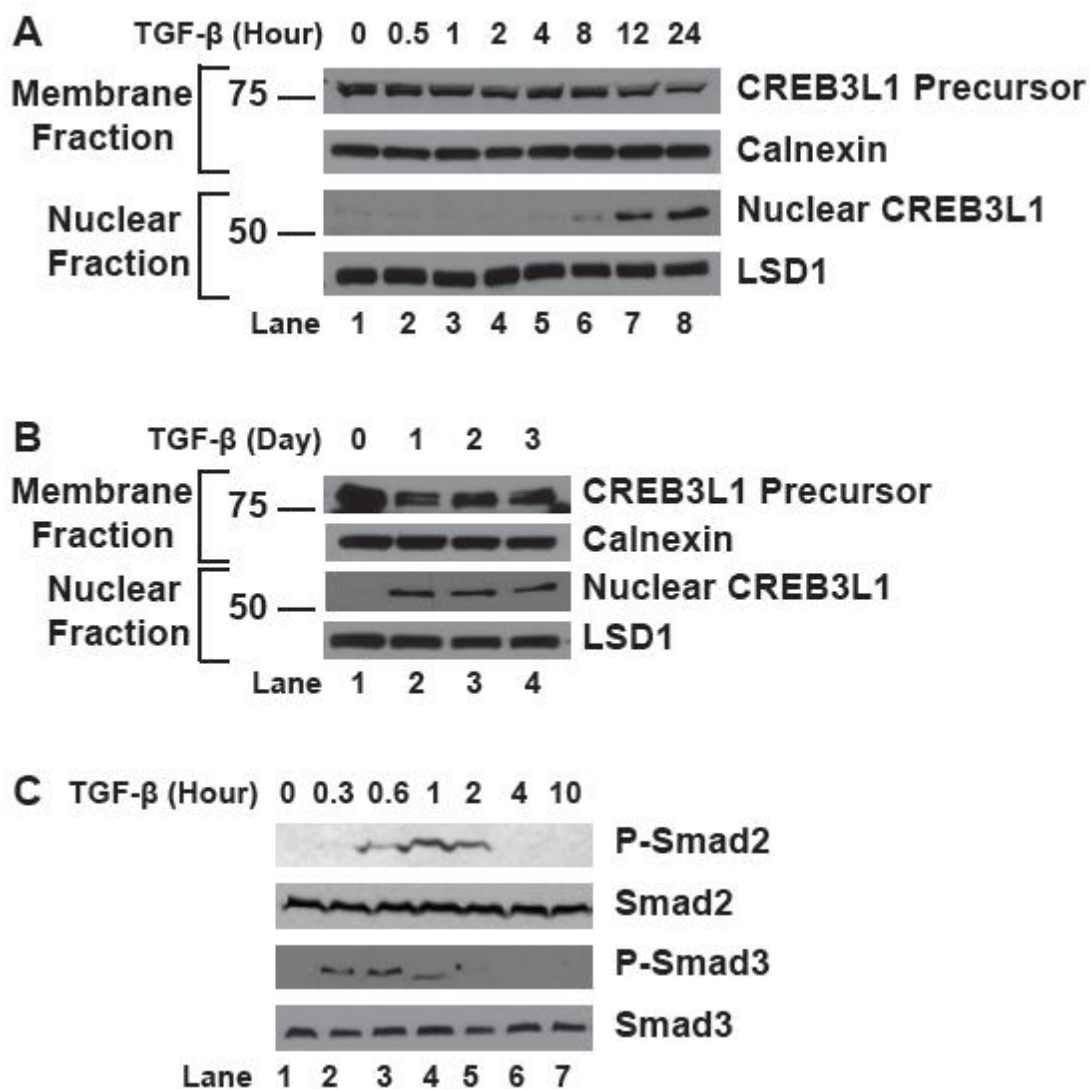 A TGF-β (Hour) 0 0.5 1 2 4 8 12 24
Membrane Fraction 75 CREB3L1 Precursor
Calnexin
Nuclear Fraction 50 Nuclear CREB3L1
LSD1
Lane 1 2 3 4 5 6 7 8
B TGF-β (Day) 0 1 2 3
Membrane Fraction 75 CREB3L1 Precursor
Calnexin
Nuclear Fraction 50 Nuclear CREB3L1
LSD1
Lane 1 2 3 4
C TGF-β (Hour) 0 0.3 0.6 1 2 4 10
P-Smad2
Smad2
P-Smad3
Smad3
Lane 1 2 3 4 5 6 7